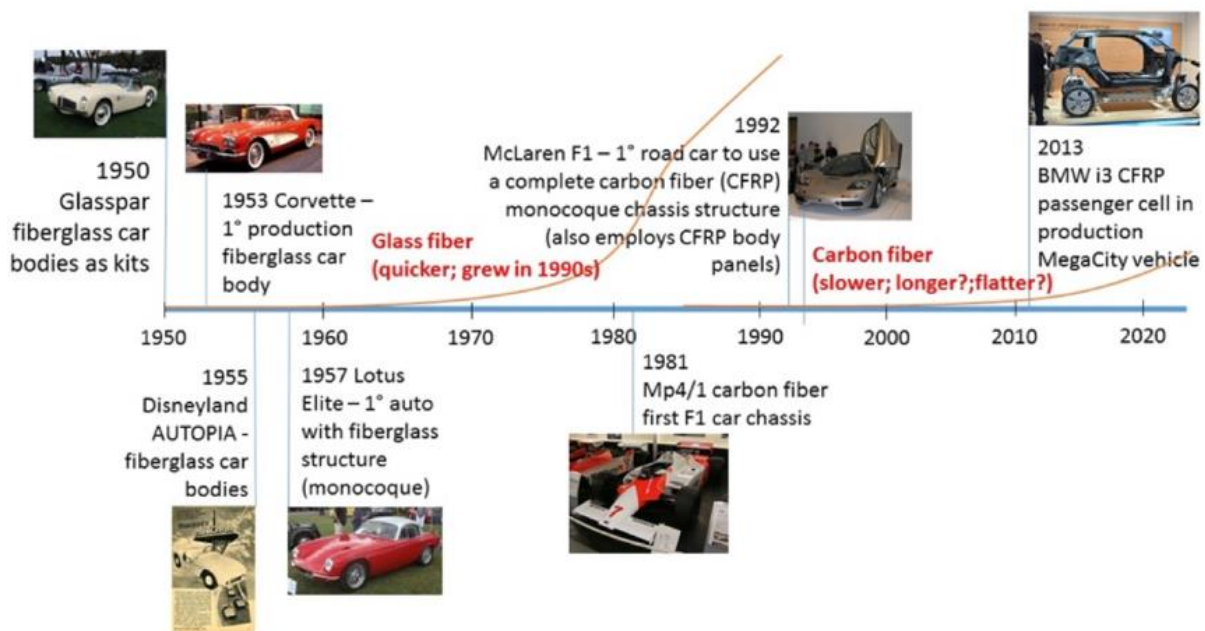 1950
Glasspar
fiberglass car
bodies as kits
1953 Corvette –
1° production
fiberglass car
body
Glass fiber
(quicker; grew in 1990s)
1992
McLaren F1 – 1° road car to use
a complete carbon fiber (CFRP)
monocoque chassis structure
(also employs CFRP body
panels)
Carbon fiber
(slower; longer?;flatter?)
2013
BMW i3 CFRP
passenger cell in
production
MegaCity vehicle
1950 1960 1970 1980 1990 2000 2010 2020
1955
Disneyland
AUTOPIA -
fiberglass car
bodies
1957 Lotus
Elite – 1° auto
with fiberglass
structure
(monocoque)
1981
Mp4/1 carbon fiber
first F1 car chassis
7